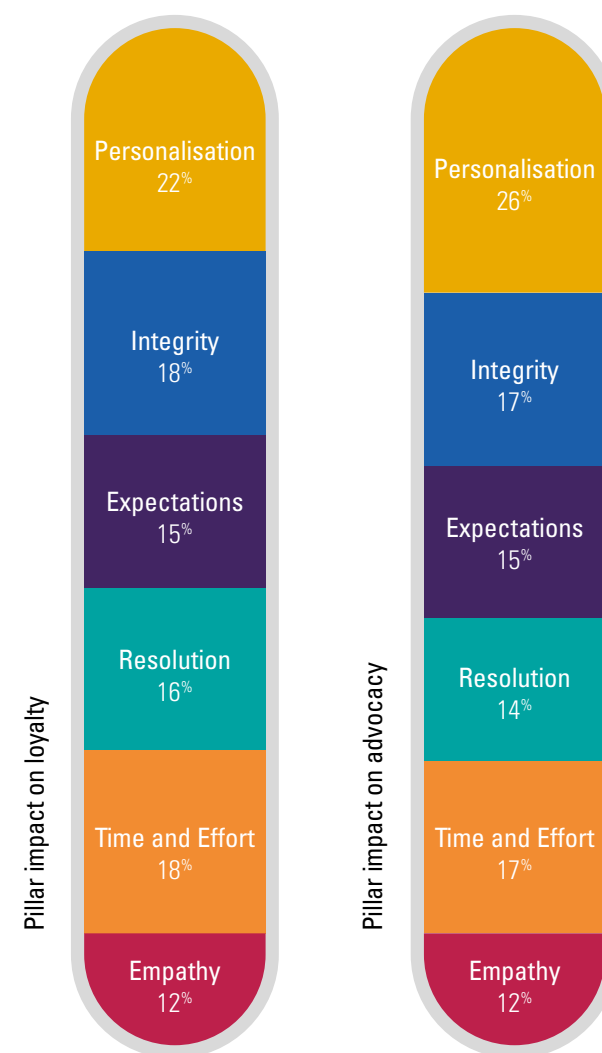 Pillar impact on loyalty
Personalisation
22%
Integrity
18%
Expectations
15%
Resolution
16%
Time and Effort
18%
Empathy
12%
Pillar impact on advocacy
Personalisation
26%
Integrity
17%
Expectations
15%
Resolution
14%
Time and Effort
17%
Empathy
12%